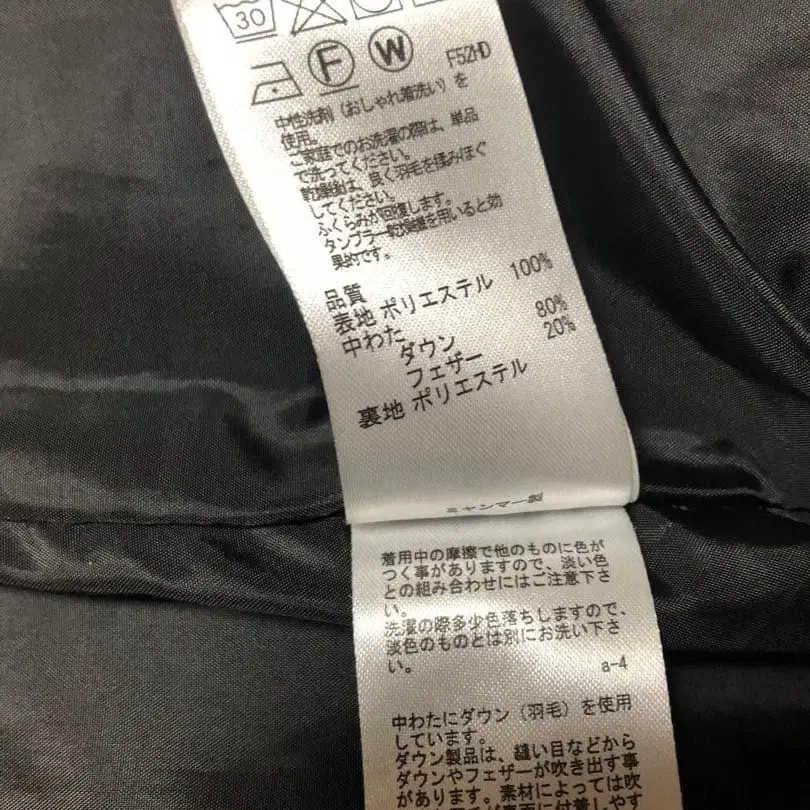 30
F W F52HD
中性洗剤（おしゃれ着洗い）を
使用。
ご家庭でのお洗濯の際は、単品
で洗ってください。
乾燥後は、良く羽毛を揉みほぐ
してください。
ふくらみが回復します。
タンブラー乾燥機を用いると効
果的です。
品質
表地 ポリエステル 100%
中わた
ダウン 80%
フェザー 20%
裏地 ポリエステル
ミャンマー製
着用中の摩擦で他のものに色が
つく事がありますので、淡い色
との組み合わせにはご注意下さ
い。
洗濯の際多少色落ちしますので、
淡色のものとは別にお洗い下さ
い。
a-4
中わたにダウン（羽毛）を使用
しています。
ダウン製品は、縫い目などから
ダウンやフェザーが吹き出す事
があります。素材によっては吹